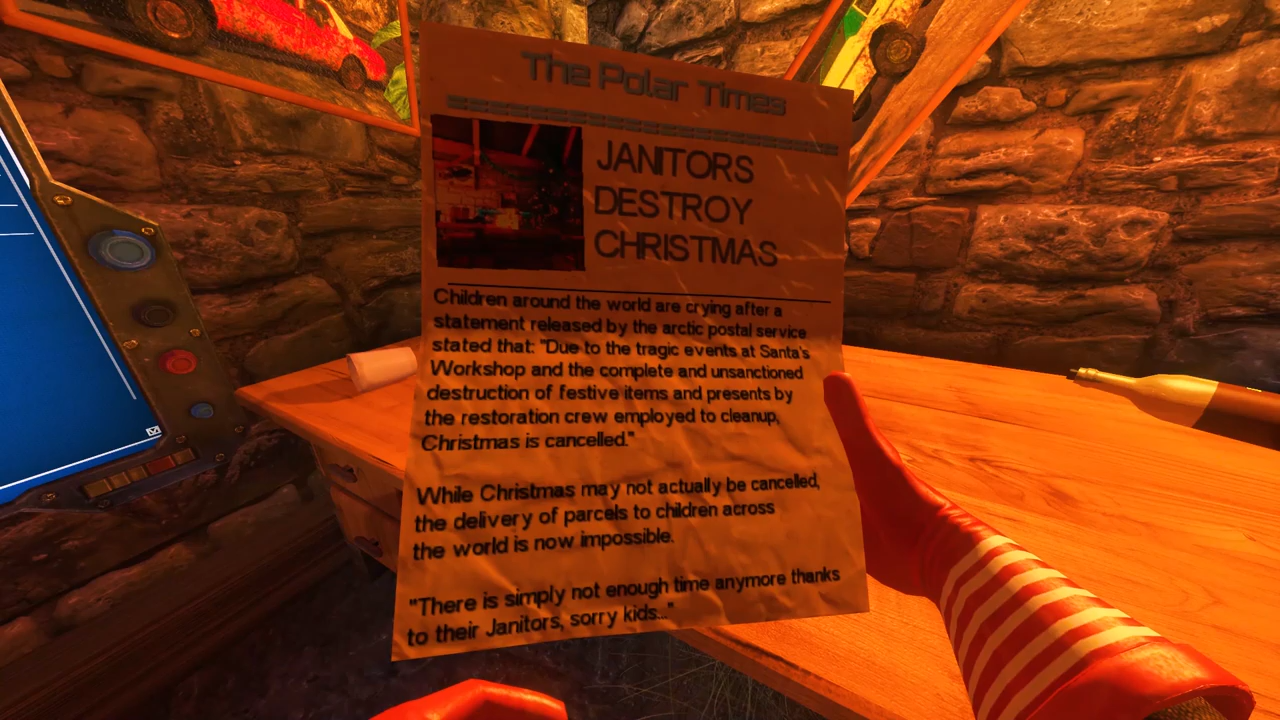 The Polar Times
JANITORS
DESTROY
CHRISTMAS
Children around the world are crying after a
statement released by the arctic postal service
stated that: "Due to the tragic events at Santa's
Workshop and the complete and unsanctioned
destruction of festive items and presents by
the restoration crew employed to cleanup,
Christmas is cancelled."
While Christmas may not actually be cancelled,
the delivery of parcels to children across
the world is now impossible.
"There is simply not enough time anymore thanks
to their Janitors, sorry kids..."